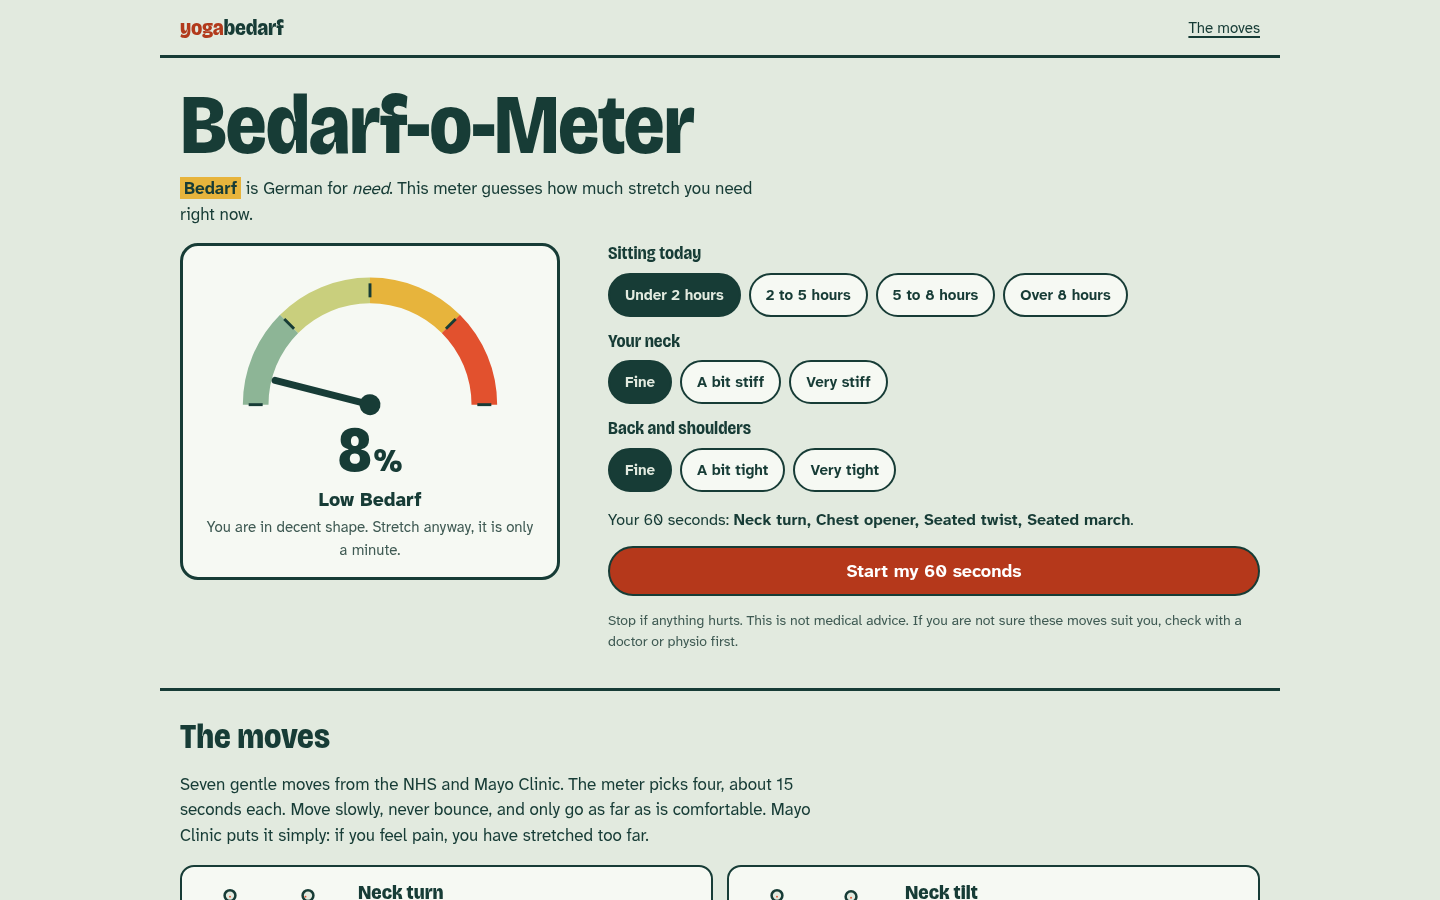 yogabedarf
The moves
Bedarf-o-Meter
Bedarf is German for need. This meter guesses how much stretch you need
right now.
8%
Low Bedarf
You are in decent shape. Stretch anyway, it is only
a minute.
Sitting today
Under 2 hours
2 to 5 hours
5 to 8 hours
Over 8 hours
Your neck
Fine
A bit stiff
Very stiff
Back and shoulders
Fine
A bit tight
Very tight
Your 60 seconds: Neck turn, Chest opener, Seated twist, Seated march.
Start my 60 seconds
Stop if anything hurts. This is not medical advice. If you are not sure these moves suit you, check with a
doctor or physio first.
The moves
Seven gentle moves from the NHS and Mayo Clinic. The meter picks four, about 15
seconds each. Move slowly, never bounce, and only go as far as is comfortable. Mayo
Clinic puts it simply: if you feel pain, you have stretched too far.
Neck turn
Neck tilt